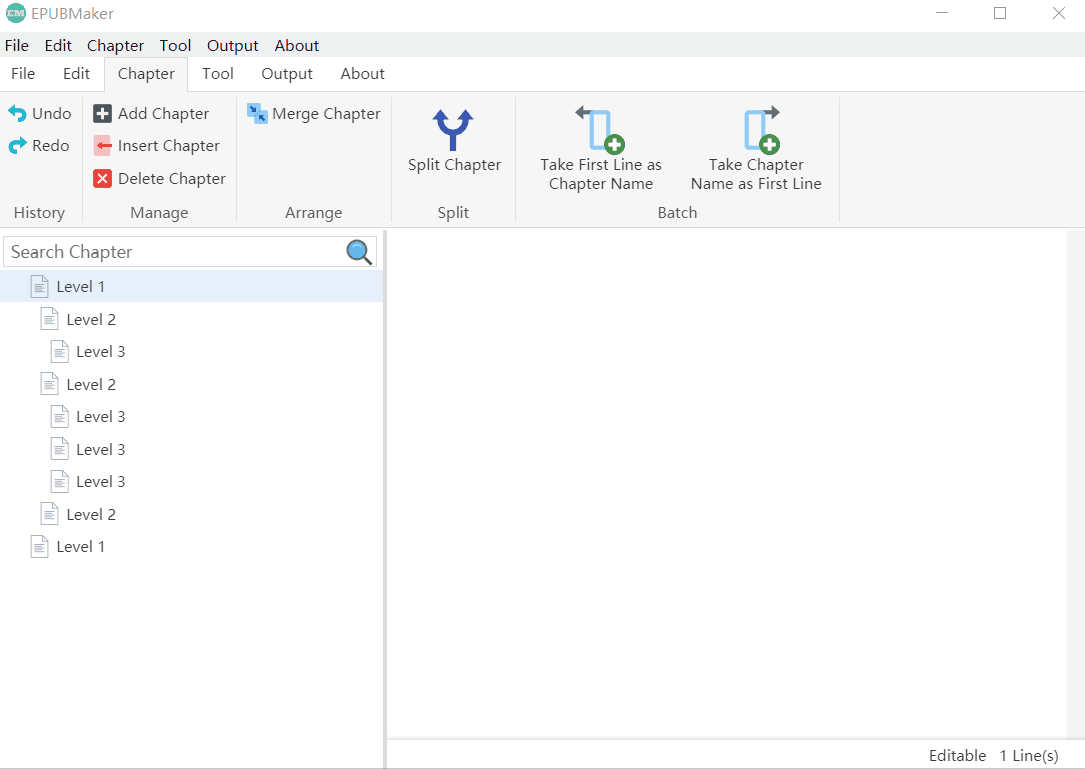 EPUBMaker
File Edit Chapter Tool Output About
File Edit Chapter Tool Output About
Undo
Redo
History
Add Chapter
Insert Chapter
Delete Chapter
Manage
Merge Chapter
Arrange
Split Chapter
Split
Take First Line as
Chapter Name
Take Chapter
Name as First Line
Batch
Search Chapter
Level 1
Level 2
Level 3
Level 2
Level 3
Level 3
Level 3
Level 2
Level 1
Editable 1 Line(s)